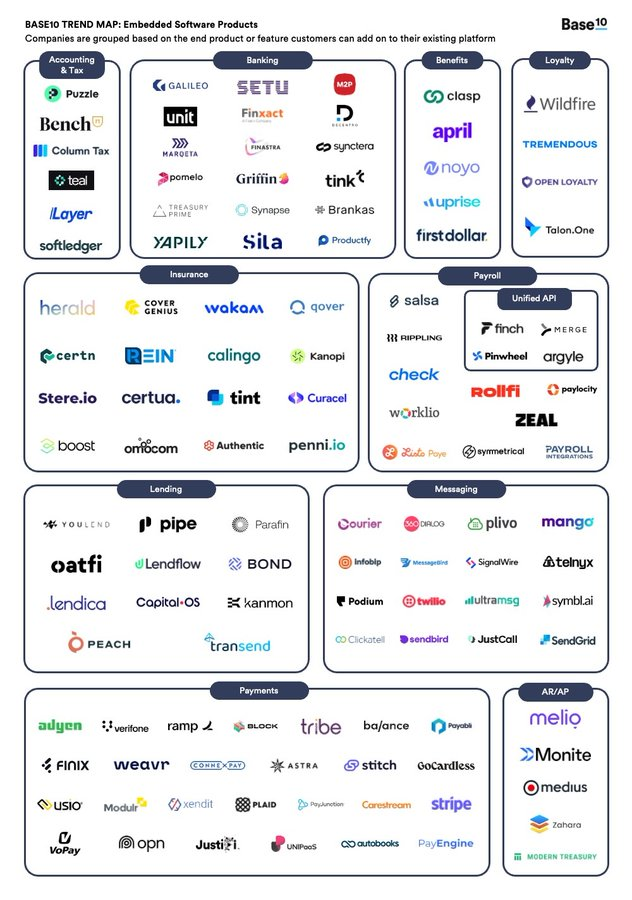 BASE10 TREND MAP: Embedded Software Products
Companies are grouped based on the end product or feature customers can add on to their existing platform
Base10
Accounting
& Tax
Puzzle
Bench
Column Tax
teal
Layer
softledger
Banking
GALILEO
SETU
M2P
unit
Finxact
DECENTRO
MARQETA
FINASTRA
synctera
pomelo
Griffin
tink
TREASURY
PRIME
Synapse
Brankas
YAPILY
Sila
Productfy
Benefits
clasp
april
noyo
uprise
first dollar.
Loyalty
Wildfire
TREMENDOUS
OPEN LOYALTY
Talon.One
Insurance
herald
COVER
GENIUS
wakam
qover
certn
REIN
calingo
Kanopi
Stere.io
certua.
tint
Curacel
boost
omocom
Authentic
penni.io
Payroll
salsa
RIPPLING
check
worklio
Unified API
finch
MERGE
Pinwheel
argyle
Rollfi
paylocity
ZEAL
Listo Paye
symmetrical
PAYROLL
INTEGRATIONS
Lending
YOULEND
pipe
Parafin
oatfi
Lendflow
BOND
.lendica
Capital OS
kanmon
PEACH
transend
Messaging
Courier
360 DIALOG
plivo
mango
infobip
MessageBird
SignalWire
telnyx
Podium
twilio
ultramsg
symbl.ai
Clickatell
sendbird
JustCall
SendGrid
Payments
adyen
verifone
ramp
BLOCK
tribe
ba/ance
Payabli
FINIX
weavr
CONNEXPAY
ASTRA
stitch
GoCardless
USIO
Modulr
xendit
PLAID
PayJunction
Carestream
stripe
VoPay
opn
Justifi.
UNIPaaS
autobooks
PayEngine
AR/AP
melio
Monite
medius
Zahara
MODERN TREASURY